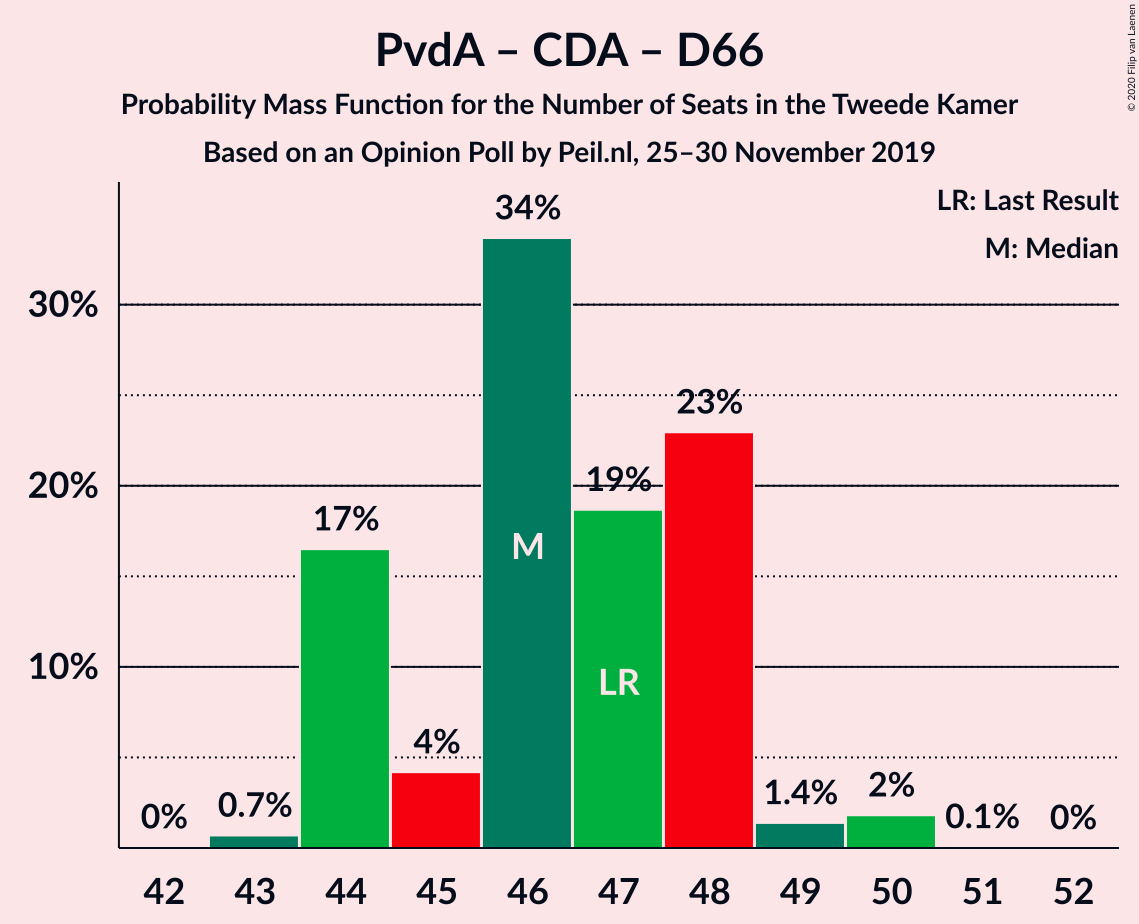 PvdA – CDA – D66
Probability Mass Function for the Number of Seats in the Tweede Kamer
Based on an Opinion Poll by Peil.nl, 25–30 November 2019
© 2020 Filip van Laenen
LR: Last Result
M: Median
34%
30%
23%
20%
19%
17%
M
10%
LR
4%
0%
0.7%
1.4%
2%
0.1%
0%
42 43 44 45 46 47 48 49 50 51 52